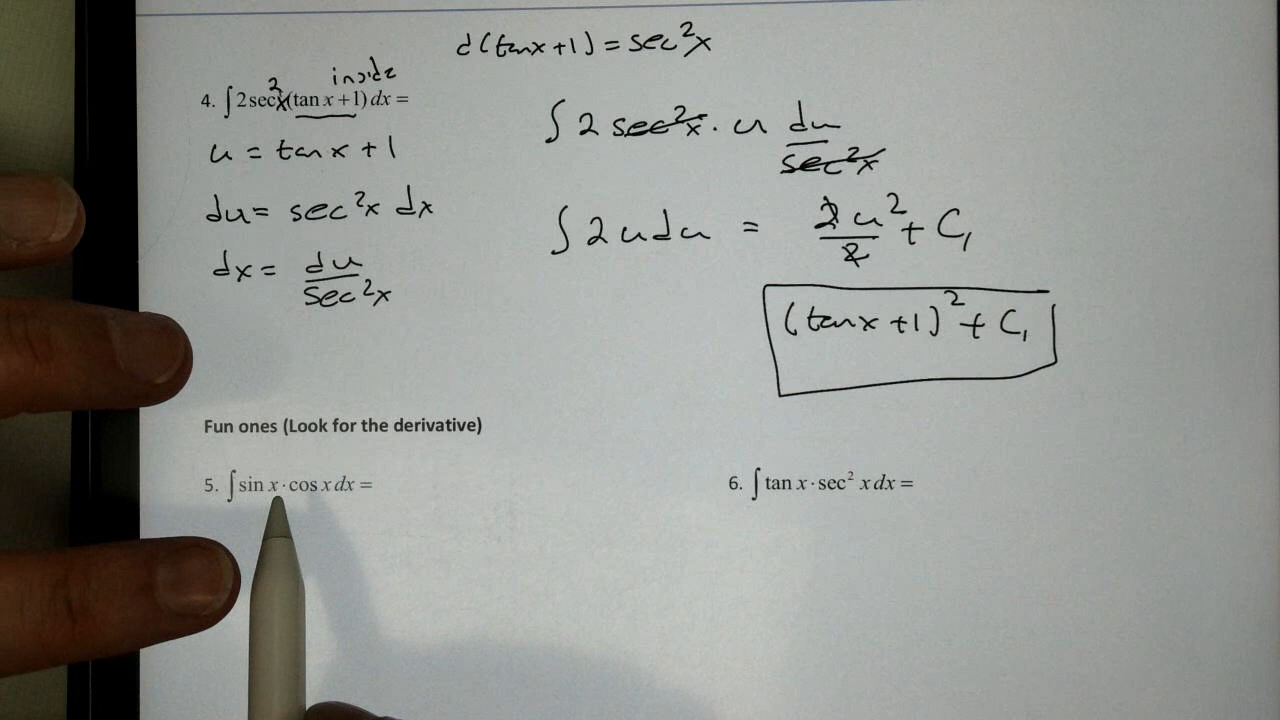 d(tanx+1) = sec²x
inside
4. ∫2sec²x(tan x+1)dx =
u = tanx + 1
du = sec²x dx
dx = du/sec²x
∫ 2 sec²x · u du/sec²x
∫ 2u du = 2u²/2 + C₁
(tanx +1)² + C₁
Fun ones (Look for the derivative)
5. ∫sin x·cos x dx =
6. ∫tan x·sec² x dx =